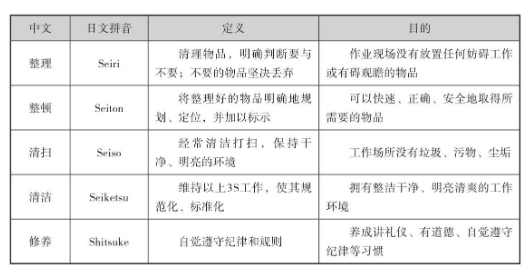 中文 日文拼音 定义 目的
整理 Seiri 清理物品，明确判断要与不要；不要的物品坚决丢弃 作业现场没有放置任何妨碍工作或有碍观瞻的物品
整顿 Seiton 将整理好的物品明确地规划、定位，并加以标示 可以快速、正确、安全地取得所需要的物品
清扫 Seiso 经常清洁打扫，保持干净、明亮的环境 工作场所没有垃圾、污物、尘垢
清洁 Seiketsu 维持以上3S工作，使其规范化、标准化 拥有整洁干净、明亮清爽的工作环境
修养 Shitsuke 自觉遵守纪律和规则 养成讲礼仪、有道德、自觉遵守纪律等习惯